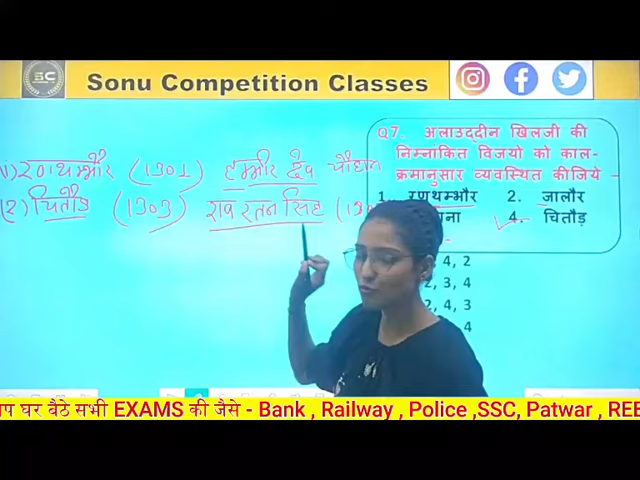 SC
Sonu Competition Classes
(1) रणथम्भौर (1301) हम्मीर देव चौहान
(2) चितौड़ (1303) राव रतन सिंह (13
Q7. अलाउद्दीन खिलजी की
निम्नांकित विजयो को काल-
क्रमानुसार व्यवस्थित कीजिये -
1. रणथम्भौर 2. जालौर
ना 4. चितौड़
, 4, 2
2, 3, 4
2, 4, 3
4
प घर बैठे सभी EXAMS की जैसे - Bank , Railway , Police ,SSC, Patwar , REE